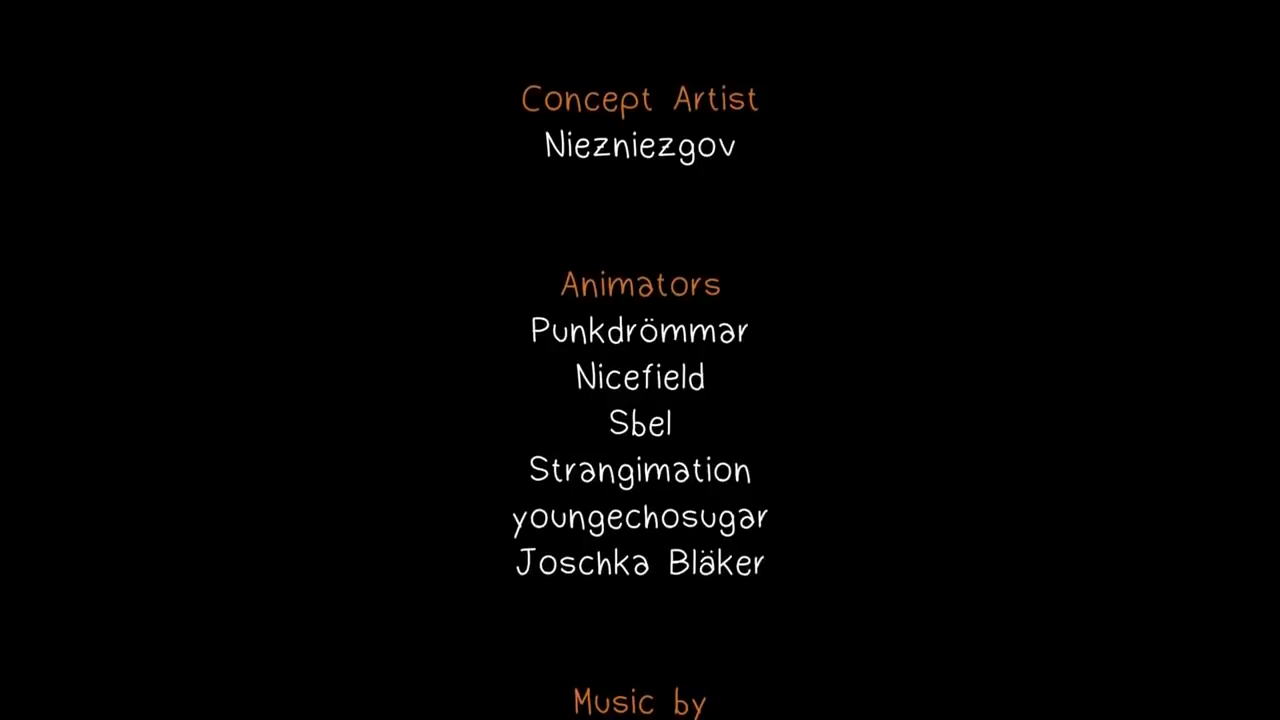 Concept Artist
Niezniezgov
Animators
Punkdrömmar
Nicefield
Sbel
Strangimation
youngechosugar
Joschka Bläker
Music by